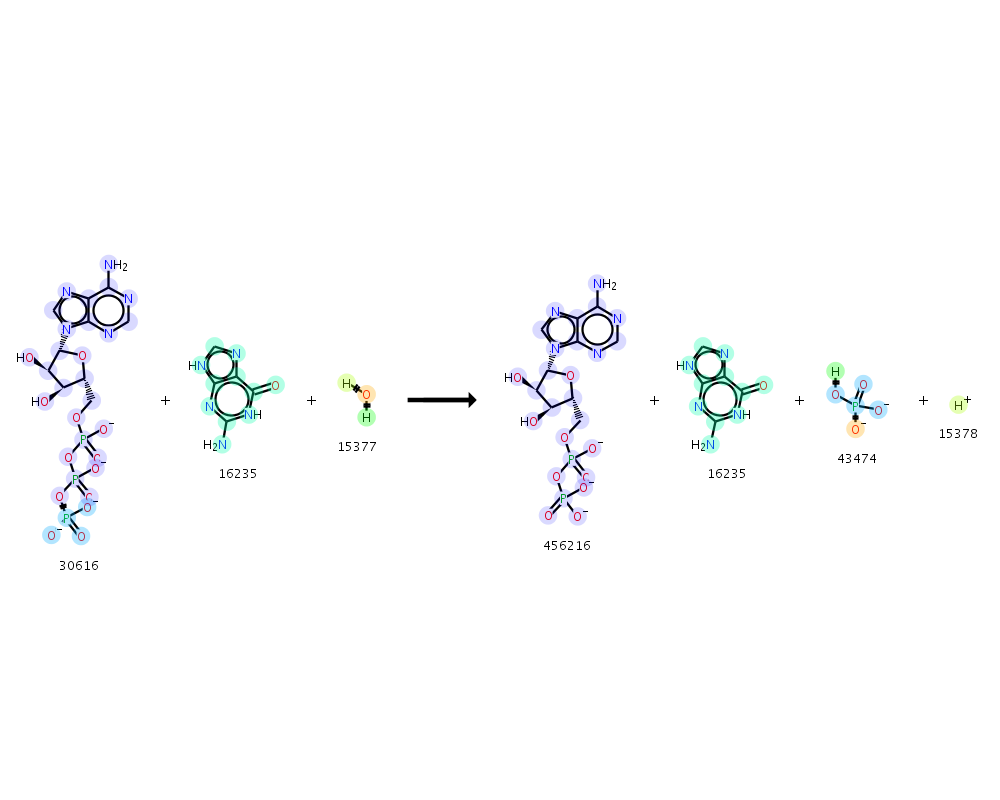 NH2
N
N
N
N
HO
O
HO
O
O
P
O−
O
O
O−
P
O
O
O−
P
O−
O
30616
+
N
HN
O
N
NH
H2N
16235
+
H
O
H
15377
NH2
N
N
N
N
HO
O
HO
O
O−
P
O
O
O−
P
O
O−
456216
+
N
HN
O
N
NH
H2N
16235
+
H
O
O
P
O−
O−
43474
+
H+
15378